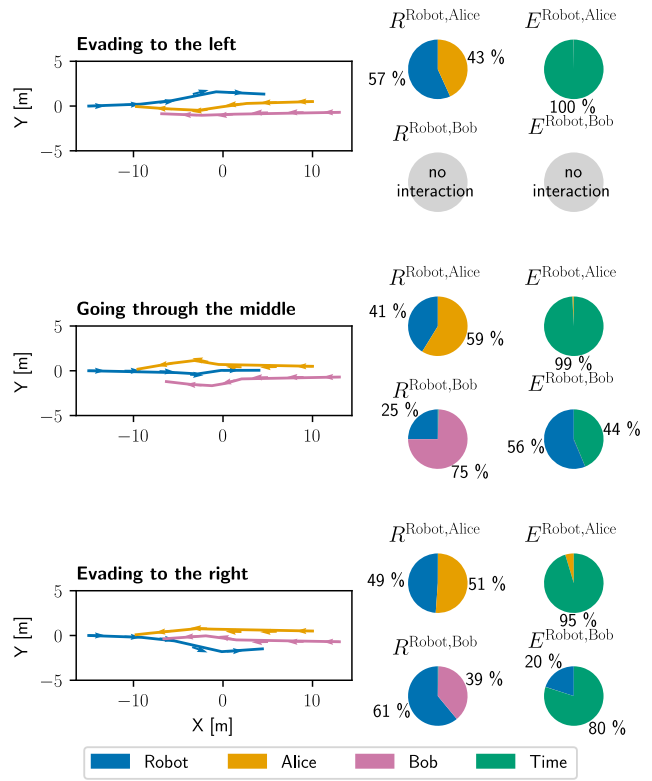 R^Robot,Alice
E^Robot,Alice
Evading to the left
5
0
−5
Y [m]
−10
0
10
57 %
43 %
100 %
R^Robot,Bob
E^Robot,Bob
no
interaction
no
interaction
R^Robot,Alice
E^Robot,Alice
Going through the middle
5
0
−5
Y [m]
−10
0
10
41 %
59 %
99 %
R^Robot,Bob
E^Robot,Bob
25 %
75 %
56 %
44 %
R^Robot,Alice
E^Robot,Alice
Evading to the right
5
0
−5
Y [m]
−10
0
10
X [m]
49 %
51 %
95 %
R^Robot,Bob
E^Robot,Bob
61 %
39 %
20 %
80 %
Robot
Alice
Bob
Time